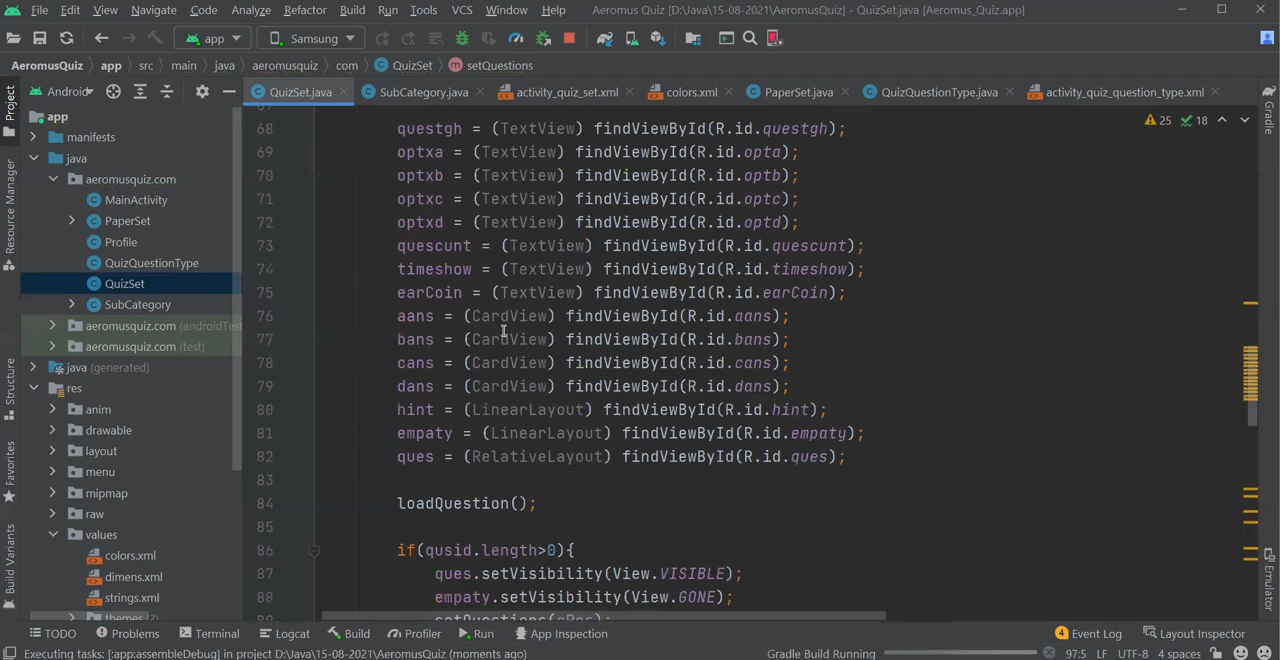 File Edit View Navigate Code Analyze Refactor Build Run Tools VCS Window Help Aeromus Quiz [D:\Java\15-08-2021\AeromusQuiz] - QuizSet.java [Aeromus_Quiz.app]
app Samsung
AeromusQuiz app src main java aeromusquiz com QuizSet setQuestions
Android QuizSet.java SubCategory.java activity_quiz_set.xml colors.xml PaperSet.java QuizQuestionType.java activity_quiz_question_type.xml
Project
Resource Manager
Structure
Favorites
Build Variants
Gradle
Emulator
app
manifests
java
aeromusquiz.com
MainActivity
PaperSet
Profile
QuizQuestionType
QuizSet
SubCategory
aeromusquiz.com (androidTest
aeromusquiz.com (test)
java (generated)
res
anim
drawable
layout
menu
mipmap
raw
values
colors.xml
dimens.xml
strings.xml
themes (2)
25 18
68 questgh = (TextView) findViewById(R.id.questgh);
69 optxa = (TextView) findViewById(R.id.opta);
70 optxb = (TextView) findViewById(R.id.optb);
71 optxc = (TextView) findViewById(R.id.optc);
72 optxd = (TextView) findViewById(R.id.optd);
73 quescunt = (TextView) findViewById(R.id.quescunt);
74 timeshow = (TextView) findViewById(R.id.timeshow);
75 earCoin = (TextView) findViewById(R.id.earCoin);
76 aans = (CardView) findViewById(R.id.aans);
77 bans = (CardView) findViewById(R.id.bans);
78 cans = (CardView) findViewById(R.id.cans);
79 dans = (CardView) findViewById(R.id.dans);
80 hint = (LinearLayout) findViewById(R.id.hint);
81 empaty = (LinearLayout) findViewById(R.id.empaty);
82 ques = (RelativeLayout) findViewById(R.id.ques);
83
84 loadQuestion();
85
86 if(qusid.length>0){
87 ques.setVisibility(View.VISIBLE);
88 empaty.setVisibility(View.GONE);
TODO Problems Terminal Logcat Build Profiler Run App Inspection 4 Event Log Layout Inspector
Executing tasks: [:app:assembleDebug] in project D:\Java\15-08-2021\AeromusQuiz (moments ago) Gradle Build Running 97:5 LF UTF-8 4 spaces